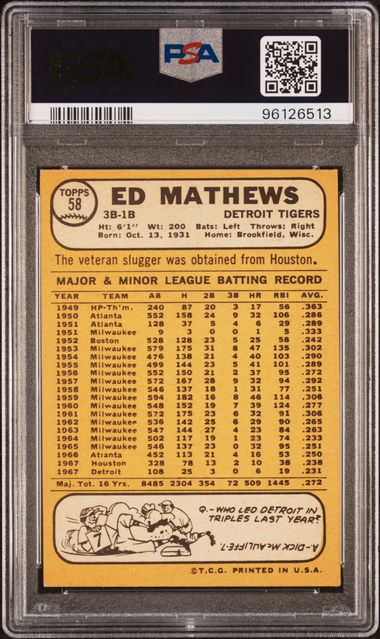 PSA
PSA
96126513
TOPPS
58
ED MATHEWS
3B-1B DETROIT TIGERS
Ht: 6'1" Wt: 200 Bats: Left Throws: Right
Born: Oct. 13, 1931 Home: Brookfield, Wisc.
The veteran slugger was obtained from Houston.
MAJOR & MINOR LEAGUE BATTING RECORD
YEAR TEAM AB H 2B 3B HR RBI AVG.
1949 HP-Th'm. 240 87 20 3 17 56 .363
1950 Atlanta 552 158 24 9 32 106 .286
1951 Atlanta 128 37 5 4 6 29 .289
1951 Milwaukee 9 3 0 0 1 5 .333
1952 Boston 528 128 23 5 25 58 .242
1953 Milwaukee 579 175 31 8 47 135 .302
1954 Milwaukee 476 138 21 4 40 103 .290
1955 Milwaukee 499 144 23 5 41 101 .289
1956 Milwaukee 552 150 21 2 37 95 .272
1957 Milwaukee 572 167 28 9 32 94 .292
1958 Milwaukee 546 137 18 1 31 77 .251
1959 Milwaukee 594 182 16 8 46 114 .306
1960 Milwaukee 548 152 19 7 39 124 .277
1961 Milwaukee 572 175 23 6 32 91 .306
1962 Milwaukee 536 142 25 6 29 90 .265
1963 Milwaukee 547 144 27 4 23 84 .263
1964 Milwaukee 502 117 19 1 23 74 .233
1965 Milwaukee 546 137 23 0 32 95 .251
1966 Atlanta 452 113 21 4 16 53 .250
1967 Houston 328 78 13 2 10 38 .238
1967 Detroit 108 25 3 0 6 19 .231
Maj. Tot. 16 Yrs. 8485 2304 354 72 509 1445 .272
Q.-WHO LED DETROIT IN
TRIPLES LAST YEAR?
7
A-DICK McAULIFFE-7.
©T.C.G. PRINTED IN U.S.A.